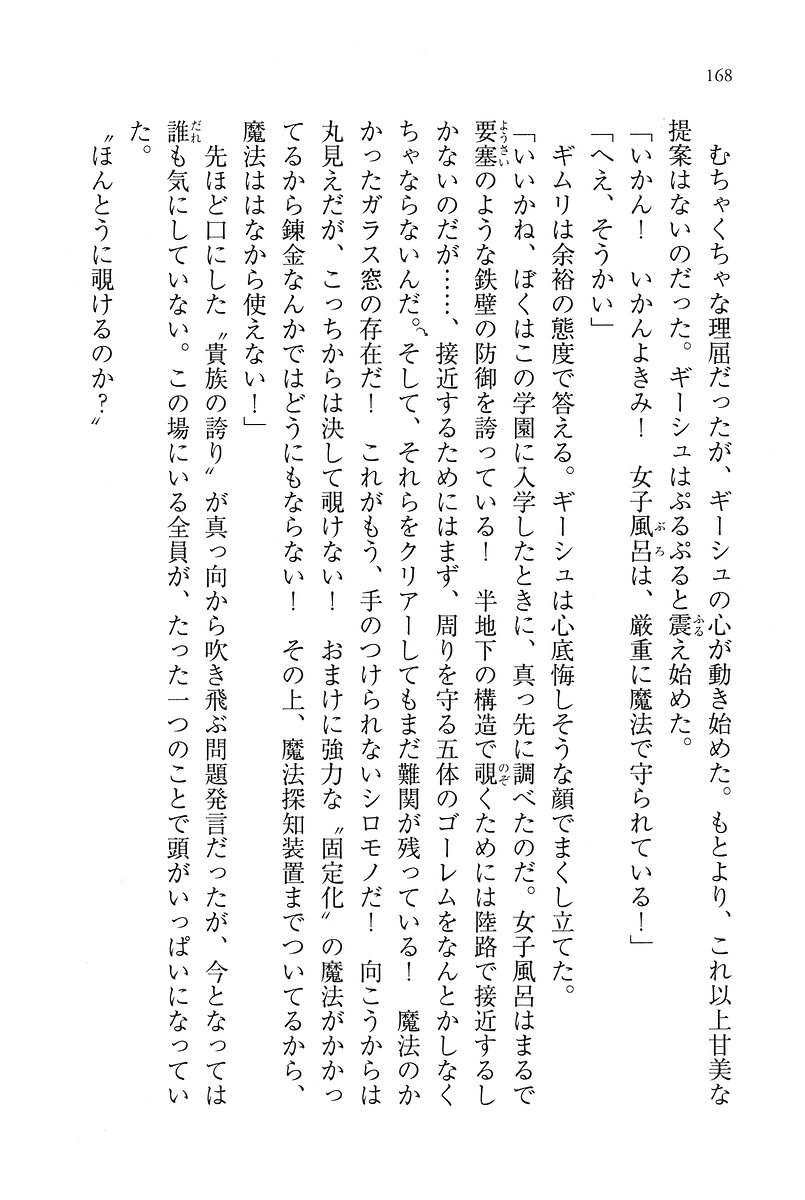 168
　むちゃくちゃな理屈だったが、ギーシュの心が動き始めた。もとより、これ以上甘美な
提案はないのだった。ギーシュはぷるぷると震え始めた。
「いかん！　いかんよきみ！　女子風呂は、厳重に魔法で守られている！」
「へえ、そうかい」
　ギムリは余裕の態度で答える。ギーシュは心底悔しそうな顔でまくし立てた。
「いいかね、ぼくはこの学園に入学したときに、真っ先に調べたのだ。女子風呂はまるで
要塞のような鉄壁の防御を誇っている！　半地下の構造で覗くためには陸路で接近するし
かないのだが……、接近するためにはまず、周りを守る五体のゴーレムをなんとかしなく
ちゃならないんだ。そして、それらをクリアーしてもまだ難関が残っている！　魔法のか
かったガラス窓の存在だ！　これがもう、手のつけられないシロモノだ！　向こうからは
丸見えだが、こっちからは決して覗けない！　おまけに強力な〝固定化〟の魔法がかかっ
てるから錬金なんかではどうにもならない！　その上、魔法探知装置までついてるから、
魔法ははなから使えない！」
　先ほど口にした〝貴族の誇り〟が真っ向から吹き飛ぶ問題発言だったが、今となっては
誰も気にしていない。この場にいる全員が、たった一つのことで頭がいっぱいになってい
た。
〝ほんとうに覗けるのか？〟